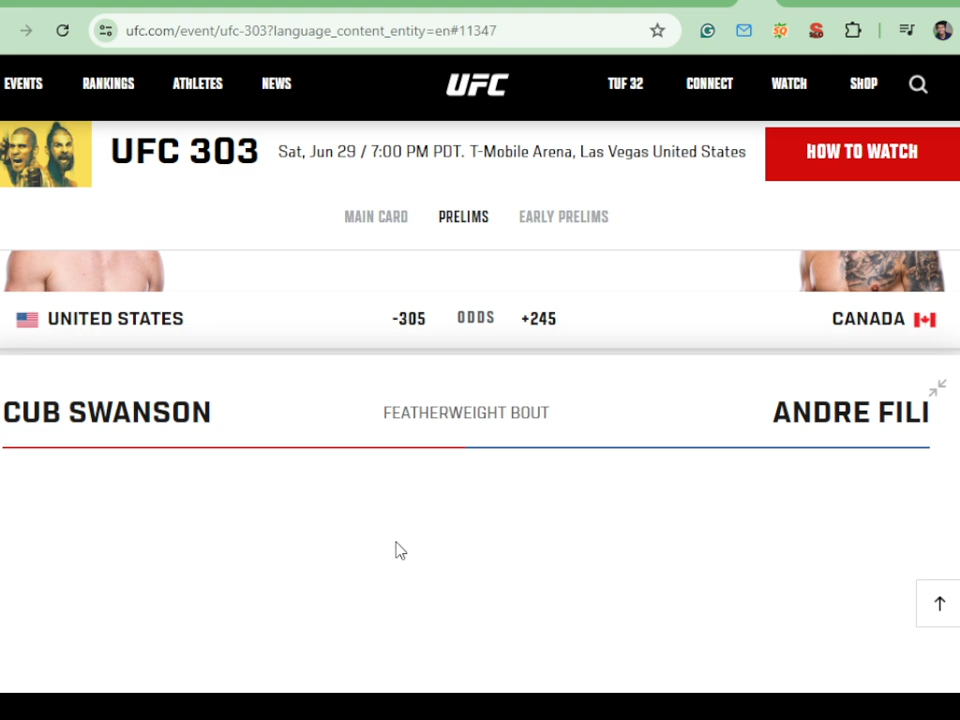 ufc.com/event/ufc-303?language_content_entity=en#11347
EVENTS RANKINGS ATHLETES NEWS UFC TUF 32 CONNECT WATCH SHOP
UFC 303 Sat, Jun 29 / 7:00 PM PDT. T-Mobile Arena, Las Vegas United States HOW TO WATCH
MAIN CARD PRELIMS EARLY PRELIMS
UNITED STATES -305 ODDS +245 CANADA
CUB SWANSON FEATHERWEIGHT BOUT ANDRE FILI